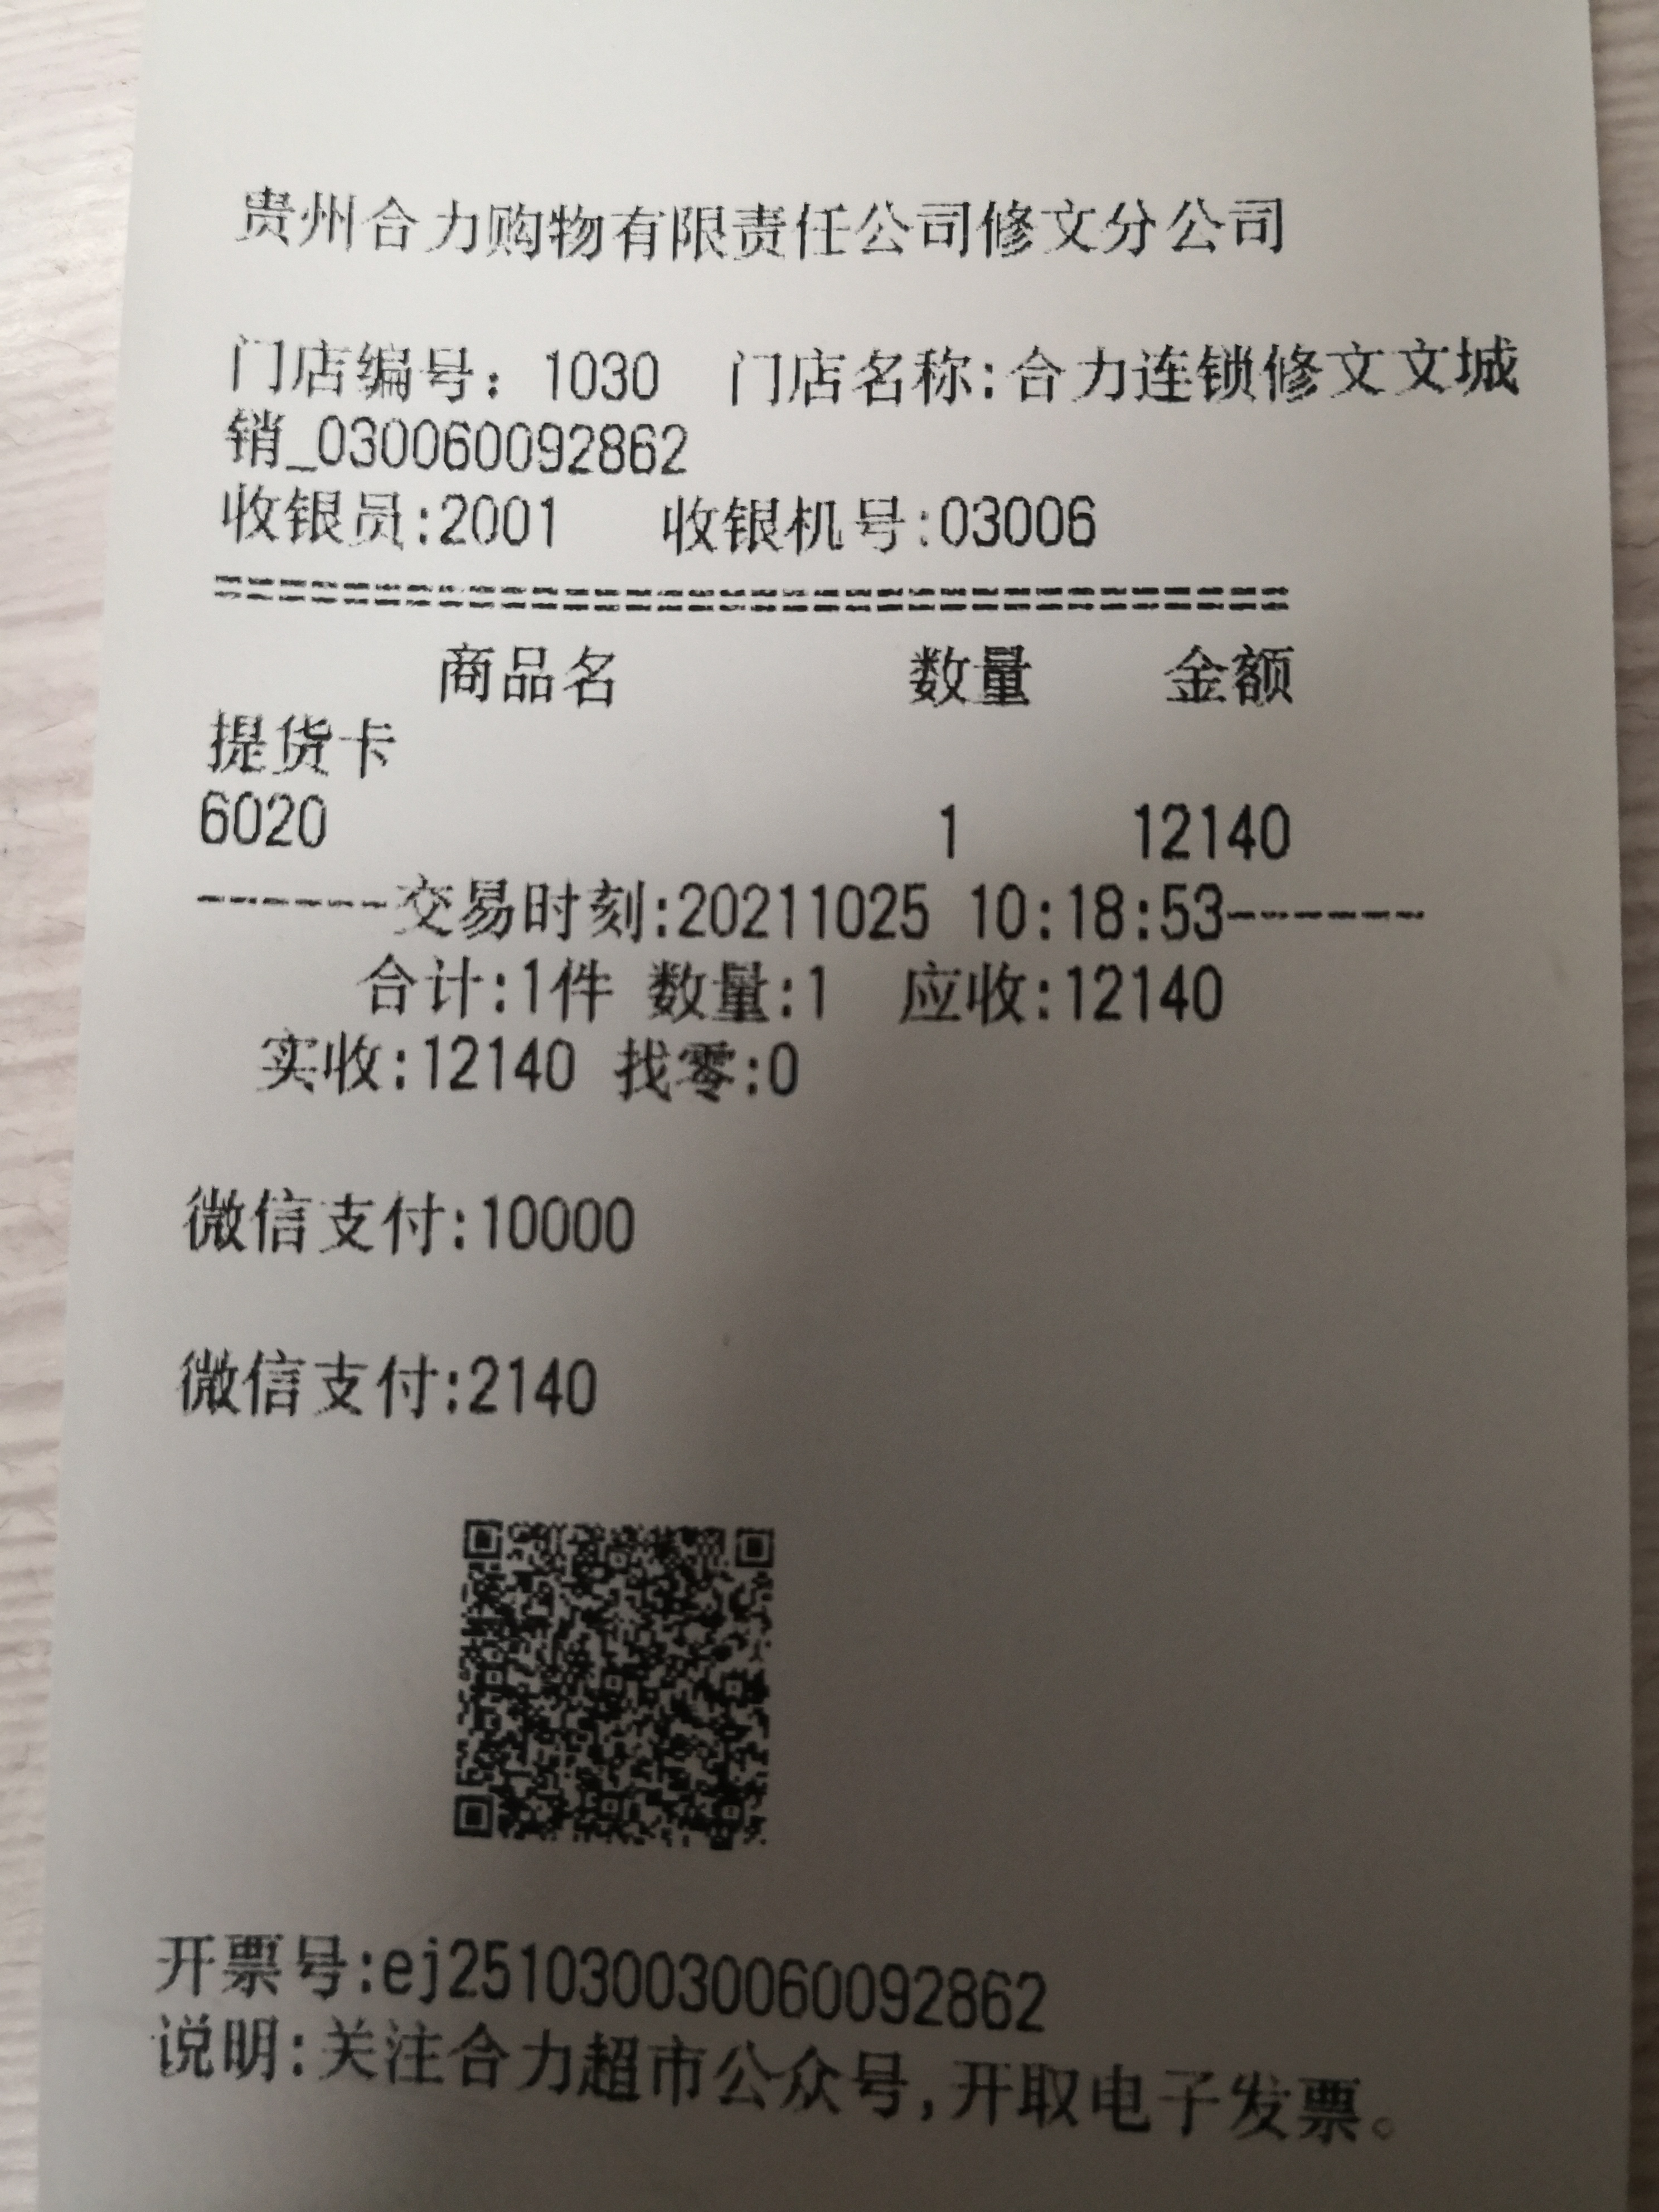 贵州合力购物有限责任公司修文分公司
门店编号：1030 门店名称:合力连锁修文文城
销_030060092862
收银员:2001 收银机号:03006
==================================
商品名 数量 金额
提货卡
6020 1 12140
------交易时刻:20211025 10:18:53------
合计:1件 数量:1 应收:12140
实收:12140 找零:0
微信支付:10000
微信支付:2140
开票号:ej251030030060092862
说明:关注合力超市公众号,开取电子发票。